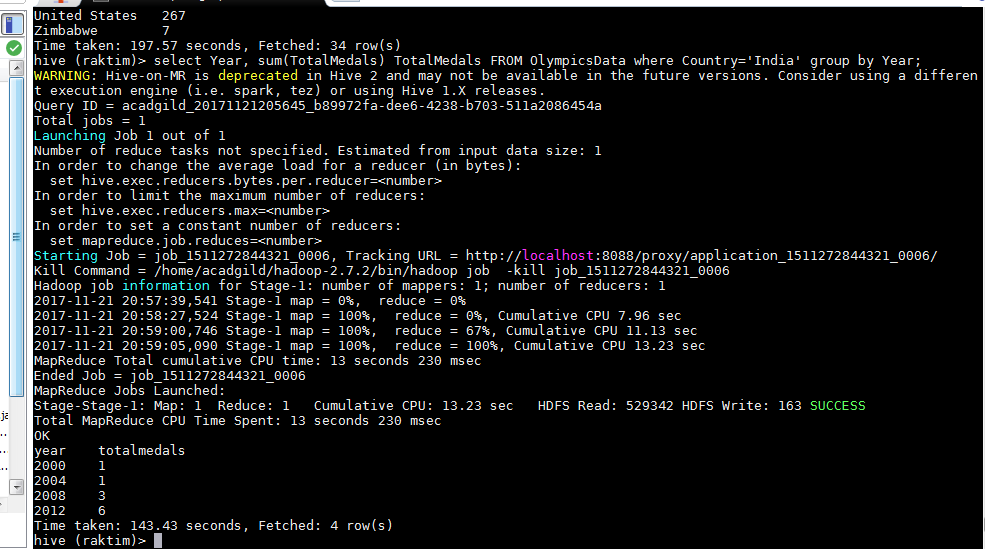 United States   267
Zimbabwe        7
Time taken: 197.57 seconds, Fetched: 34 row(s)
hive (raktim)> select Year, sum(TotalMedals) TotalMedals FROM OlympicsData where Country='India' group by Year;
WARNING: Hive-on-MR is deprecated in Hive 2 and may not be available in the future versions. Consider using a differen
t execution engine (i.e. spark, tez) or using Hive 1.X releases.
Query ID = acadgild_20171121205645_b89972fa-dee6-4238-b703-511a2086454a
Total jobs = 1
Launching Job 1 out of 1
Number of reduce tasks not specified. Estimated from input data size: 1
In order to change the average load for a reducer (in bytes):
  set hive.exec.reducers.bytes.per.reducer=<number>
In order to limit the maximum number of reducers:
  set hive.exec.reducers.max=<number>
In order to set a constant number of reducers:
  set mapreduce.job.reduces=<number>
Starting Job = job_1511272844321_0006, Tracking URL = http://localhost:8088/proxy/application_1511272844321_0006/
Kill Command = /home/acadgild/hadoop-2.7.2/bin/hadoop job  -kill job_1511272844321_0006
Hadoop job information for Stage-1: number of mappers: 1; number of reducers: 1
2017-11-21 20:57:39,541 Stage-1 map = 0%,  reduce = 0%
2017-11-21 20:58:27,524 Stage-1 map = 100%,  reduce = 0%, Cumulative CPU 7.96 sec
2017-11-21 20:59:00,746 Stage-1 map = 100%,  reduce = 67%, Cumulative CPU 11.13 sec
2017-11-21 20:59:05,090 Stage-1 map = 100%,  reduce = 100%, Cumulative CPU 13.23 sec
MapReduce Total cumulative CPU time: 13 seconds 230 msec
Ended Job = job_1511272844321_0006
MapReduce Jobs Launched:
Stage-Stage-1: Map: 1  Reduce: 1   Cumulative CPU: 13.23 sec   HDFS Read: 529342 HDFS Write: 163 SUCCESS
Total MapReduce CPU Time Spent: 13 seconds 230 msec
OK
year    totalmedals
2000    1
2004    1
2008    3
2012    6
Time taken: 143.43 seconds, Fetched: 4 row(s)
hive (raktim)>